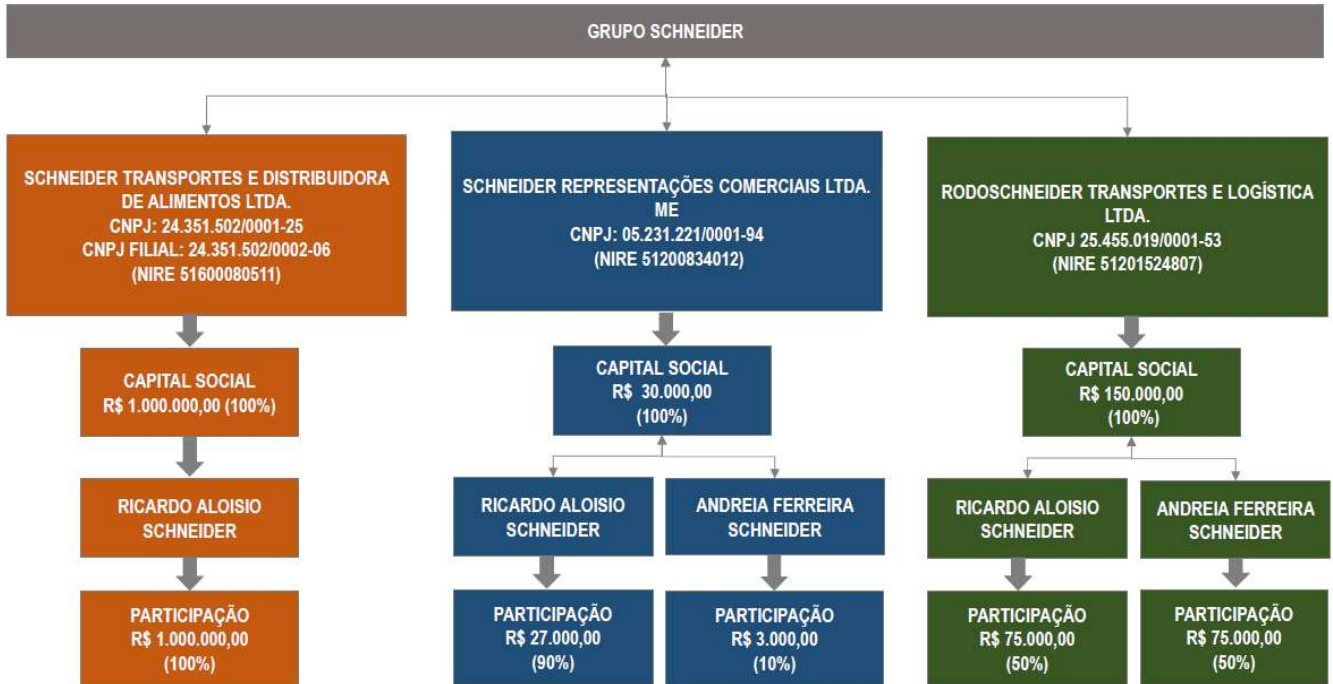 GRUPO SCHNEIDER
SCHNEIDER TRANSPORTES E DISTRIBUIDORA
DE ALIMENTOS LTDA.
CNPJ: 24.351.502/0001-25
CNPJ FILIAL: 24.351.502/0002-06
(NIRE 51600080511)
SCHNEIDER REPRESENTAÇÕES COMERCIAIS LTDA.
ME
CNPJ: 05.231.221/0001-94
(NIRE 51200834012)
RODOSCHNEIDER TRANSPORTES E LOGÍSTICA
LTDA.
CNPJ 25.455.019/0001-53
(NIRE 51201524807)
CAPITAL SOCIAL
R$ 1.000.000,00 (100%)
CAPITAL SOCIAL
R$ 30.000,00
(100%)
CAPITAL SOCIAL
R$ 150.000,00
(100%)
RICARDO ALOISIO
SCHNEIDER
RICARDO ALOISIO
SCHNEIDER
ANDREIA FERREIRA
SCHNEIDER
RICARDO ALOISIO
SCHNEIDER
ANDREIA FERREIRA
SCHNEIDER
PARTICIPAÇÃO
R$ 1.000.000,00
(100%)
PARTICIPAÇÃO
R$ 27.000,00
(90%)
PARTICIPAÇÃO
R$ 3.000,00
(10%)
PARTICIPAÇÃO
R$ 75.000,00
(50%)
PARTICIPAÇÃO
R$ 75.000,00
(50%)